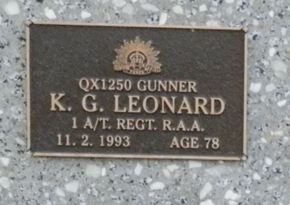 QX1250 GUNNER
K. G. LEONARD
1 A/T. REGT. R.A.A.
11. 2. 1993 AGE 78